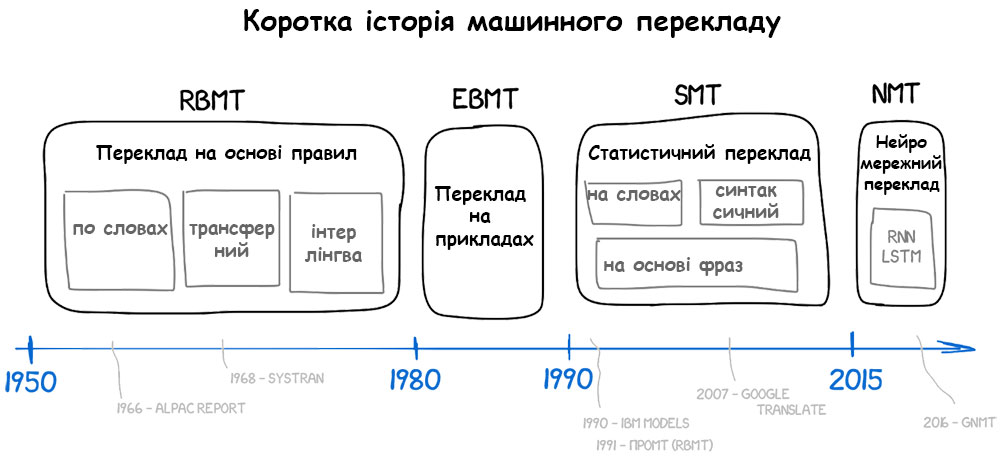 Коротка історія машинного перекладу
RBMT
Переклад на основі правил
по словах
трансфер
ний
інтер
лінгва
EBMT
Переклад
на
прикладах
SMT
Статистичний переклад
на словах
синтак
сичний
на основі фраз
NMT
Нейро
мережний
переклад
RNN
LSTM
1950
1980
1990
2015
1966 – ALPAC REPORT
1968 – SYSTRAN
1990 – IBM MODELS
1991 – ПРОМТ (RBMT)
2007 – GOOGLE
TRANSLATE
2016 – GNMT